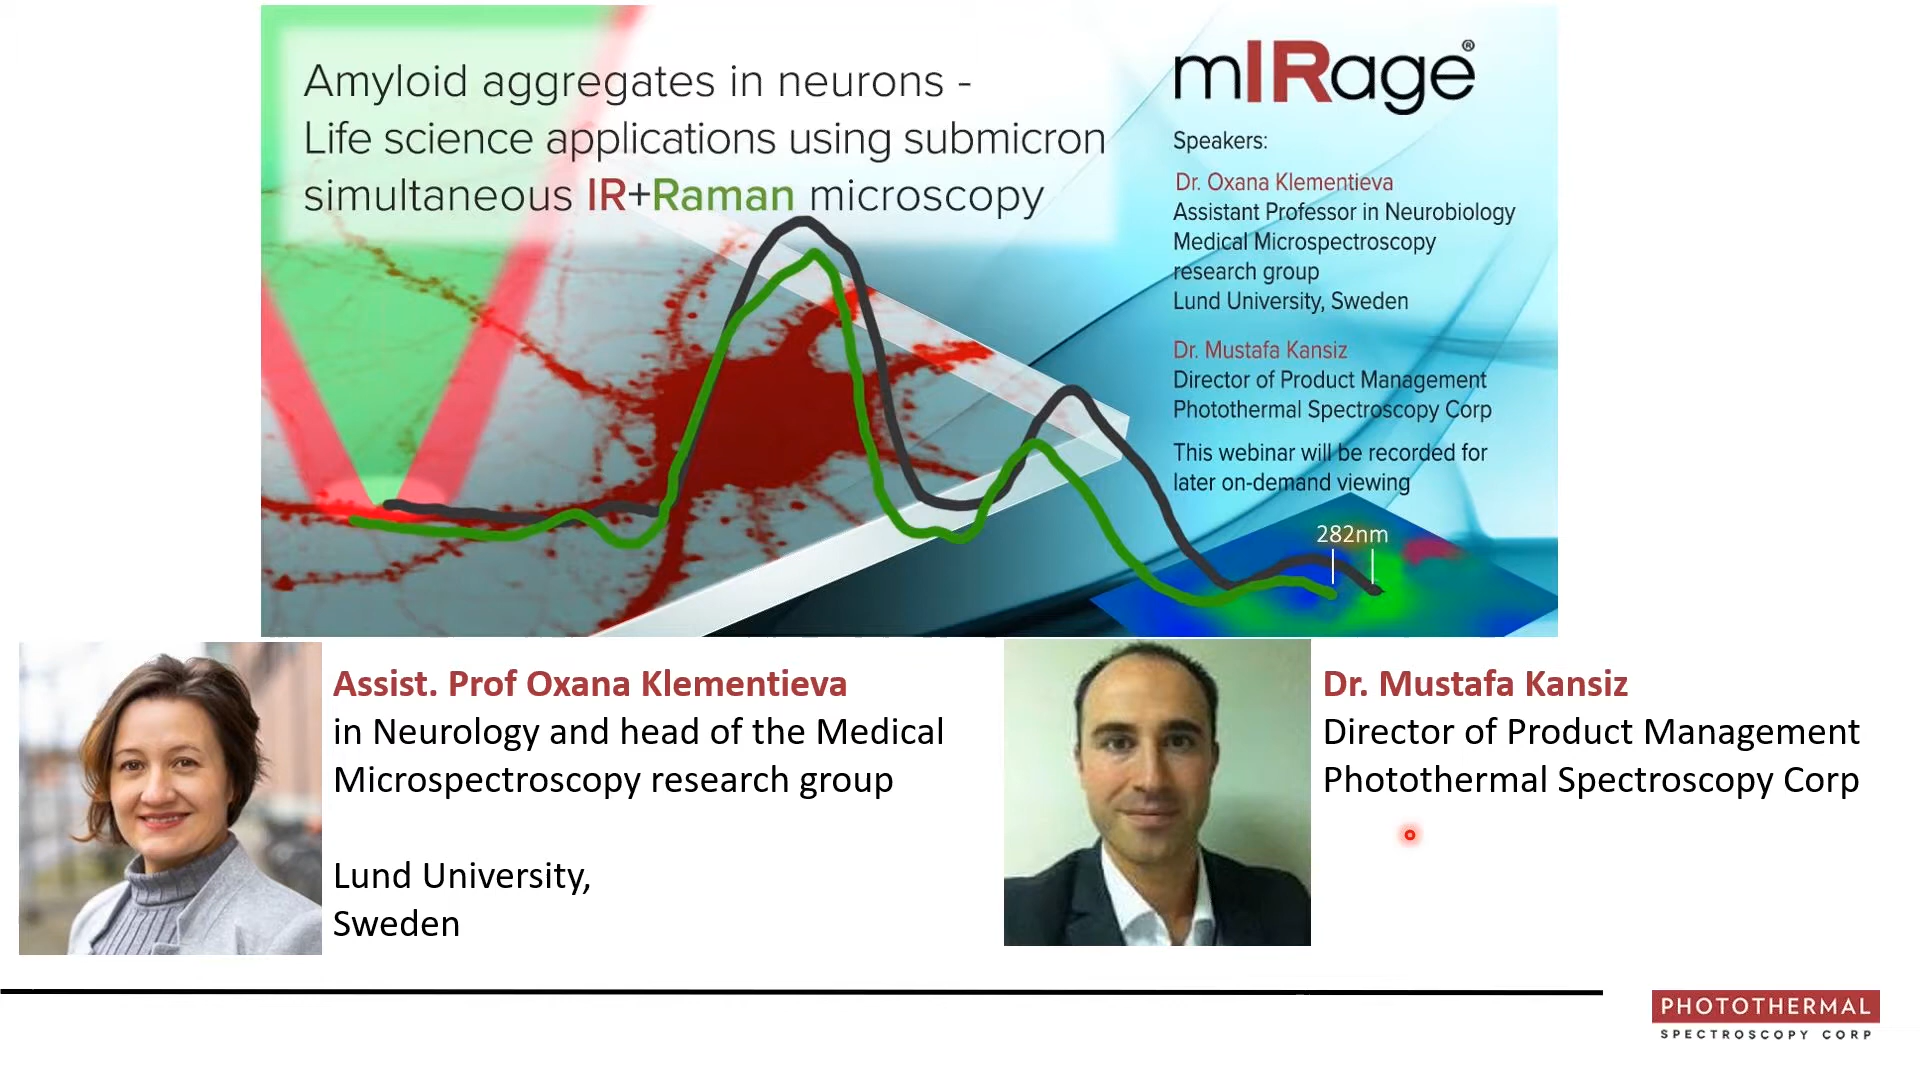 Amyloid aggregates in neurons -
Life science applications using submicron
simultaneous IR+Raman microscopy
mIRage®
Speakers:
Dr. Oxana Klementieva
Assistant Professor in Neurobiology
Medical Microspectroscopy
research group
Lund University, Sweden
Dr. Mustafa Kansiz
Director of Product Management
Photothermal Spectroscopy Corp
This webinar will be recorded for
later on-demand viewing
282nm
Assist. Prof Oxana Klementieva
in Neurology and head of the Medical
Microspectroscopy research group
Lund University,
Sweden
Dr. Mustafa Kansiz
Director of Product Management
Photothermal Spectroscopy Corp
PHOTOTHERMAL
SPECTROSCOPY CORP